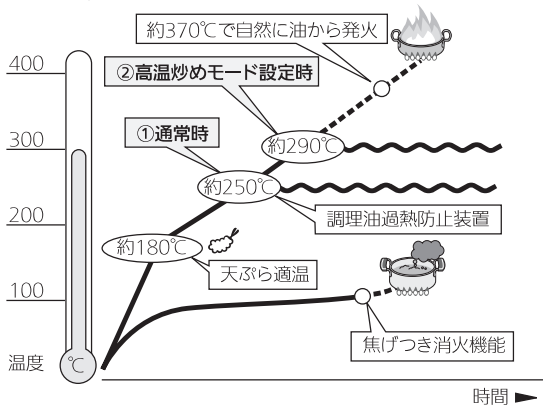 約370℃で自然に油から発火
400
②高温炒めモード設定時
300
約290℃
①通常時
約250℃
200
調理油過熱防止装置
約180℃
天ぷら適温
100
焦げつき消火機能
温度
℃
時間